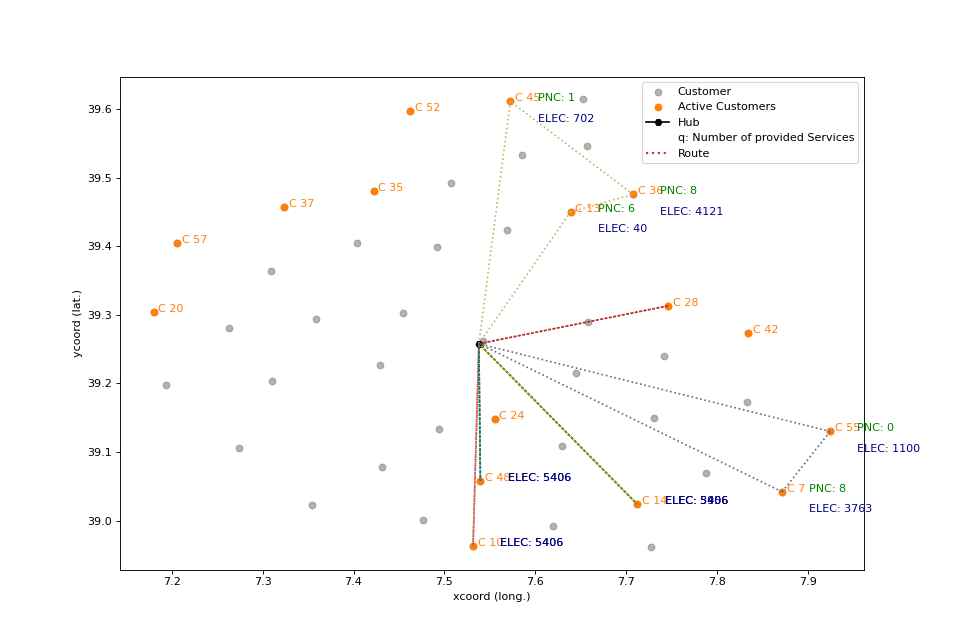 Customer
Active Customers
Hub
q: Number of provided Services
Route
39.6
39.5
39.4
39.3
39.2
39.1
39.0
ycoord (lat.)
7.2
7.3
7.4
7.5
7.6
7.7
7.8
7.9
xcoord (long.)
C 45
PNC: 1
ELEC: 702
C 52
C 36
PNC: 8
ELEC: 4121
C 35
C 37
C 13
PNC: 6
ELEC: 40
C 57
C 20
C 28
C 42
C 24
C 55
PNC: 0
ELEC: 1100
C 48
ELEC: 5406
C 7
PNC: 8
ELEC: 3763
C 14
C 10
ELEC: 5406